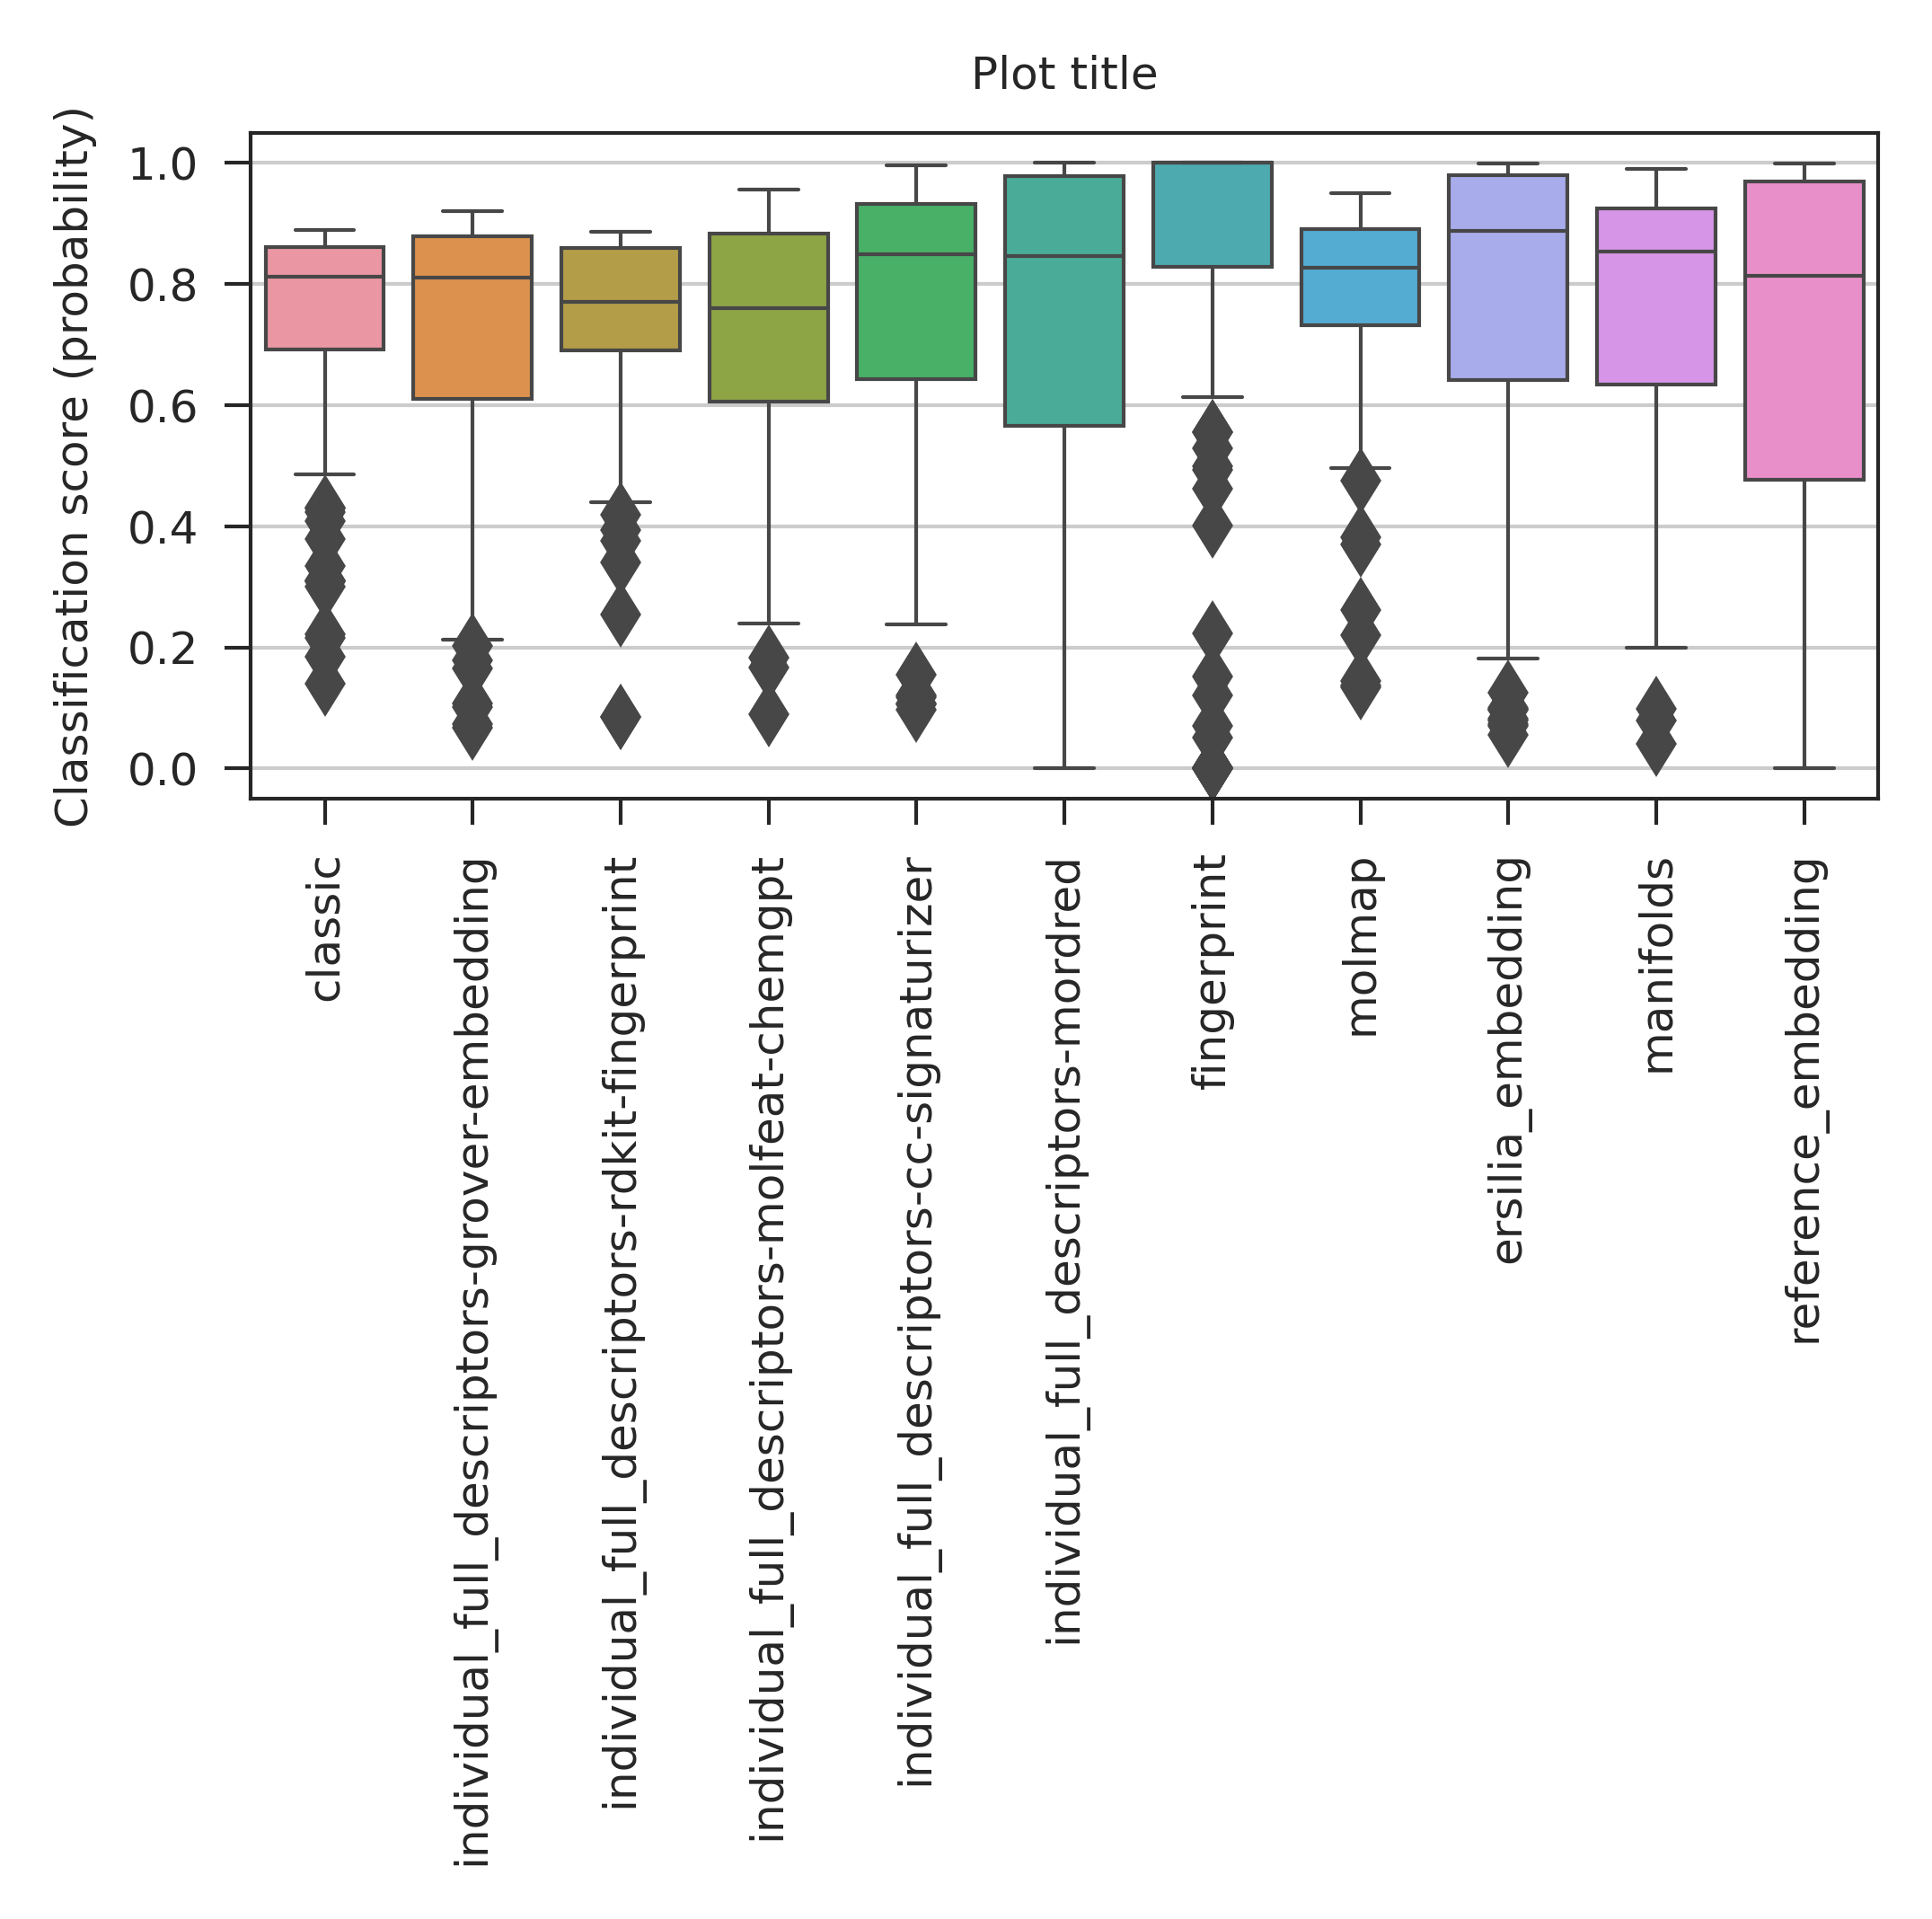 Plot title
Classification score (probability)
1.0
0.8
0.6
0.4
0.2
0.0
classic
individual_full_descriptors-grover-embedding
individual_full_descriptors-rdkit-fingerprint
individual_full_descriptors-molfeat-chemgpt
individual_full_descriptors-cc-signaturizer
individual_full_descriptors-mordred
fingerprint
molmap
ersilia_embedding
manifolds
reference_embedding